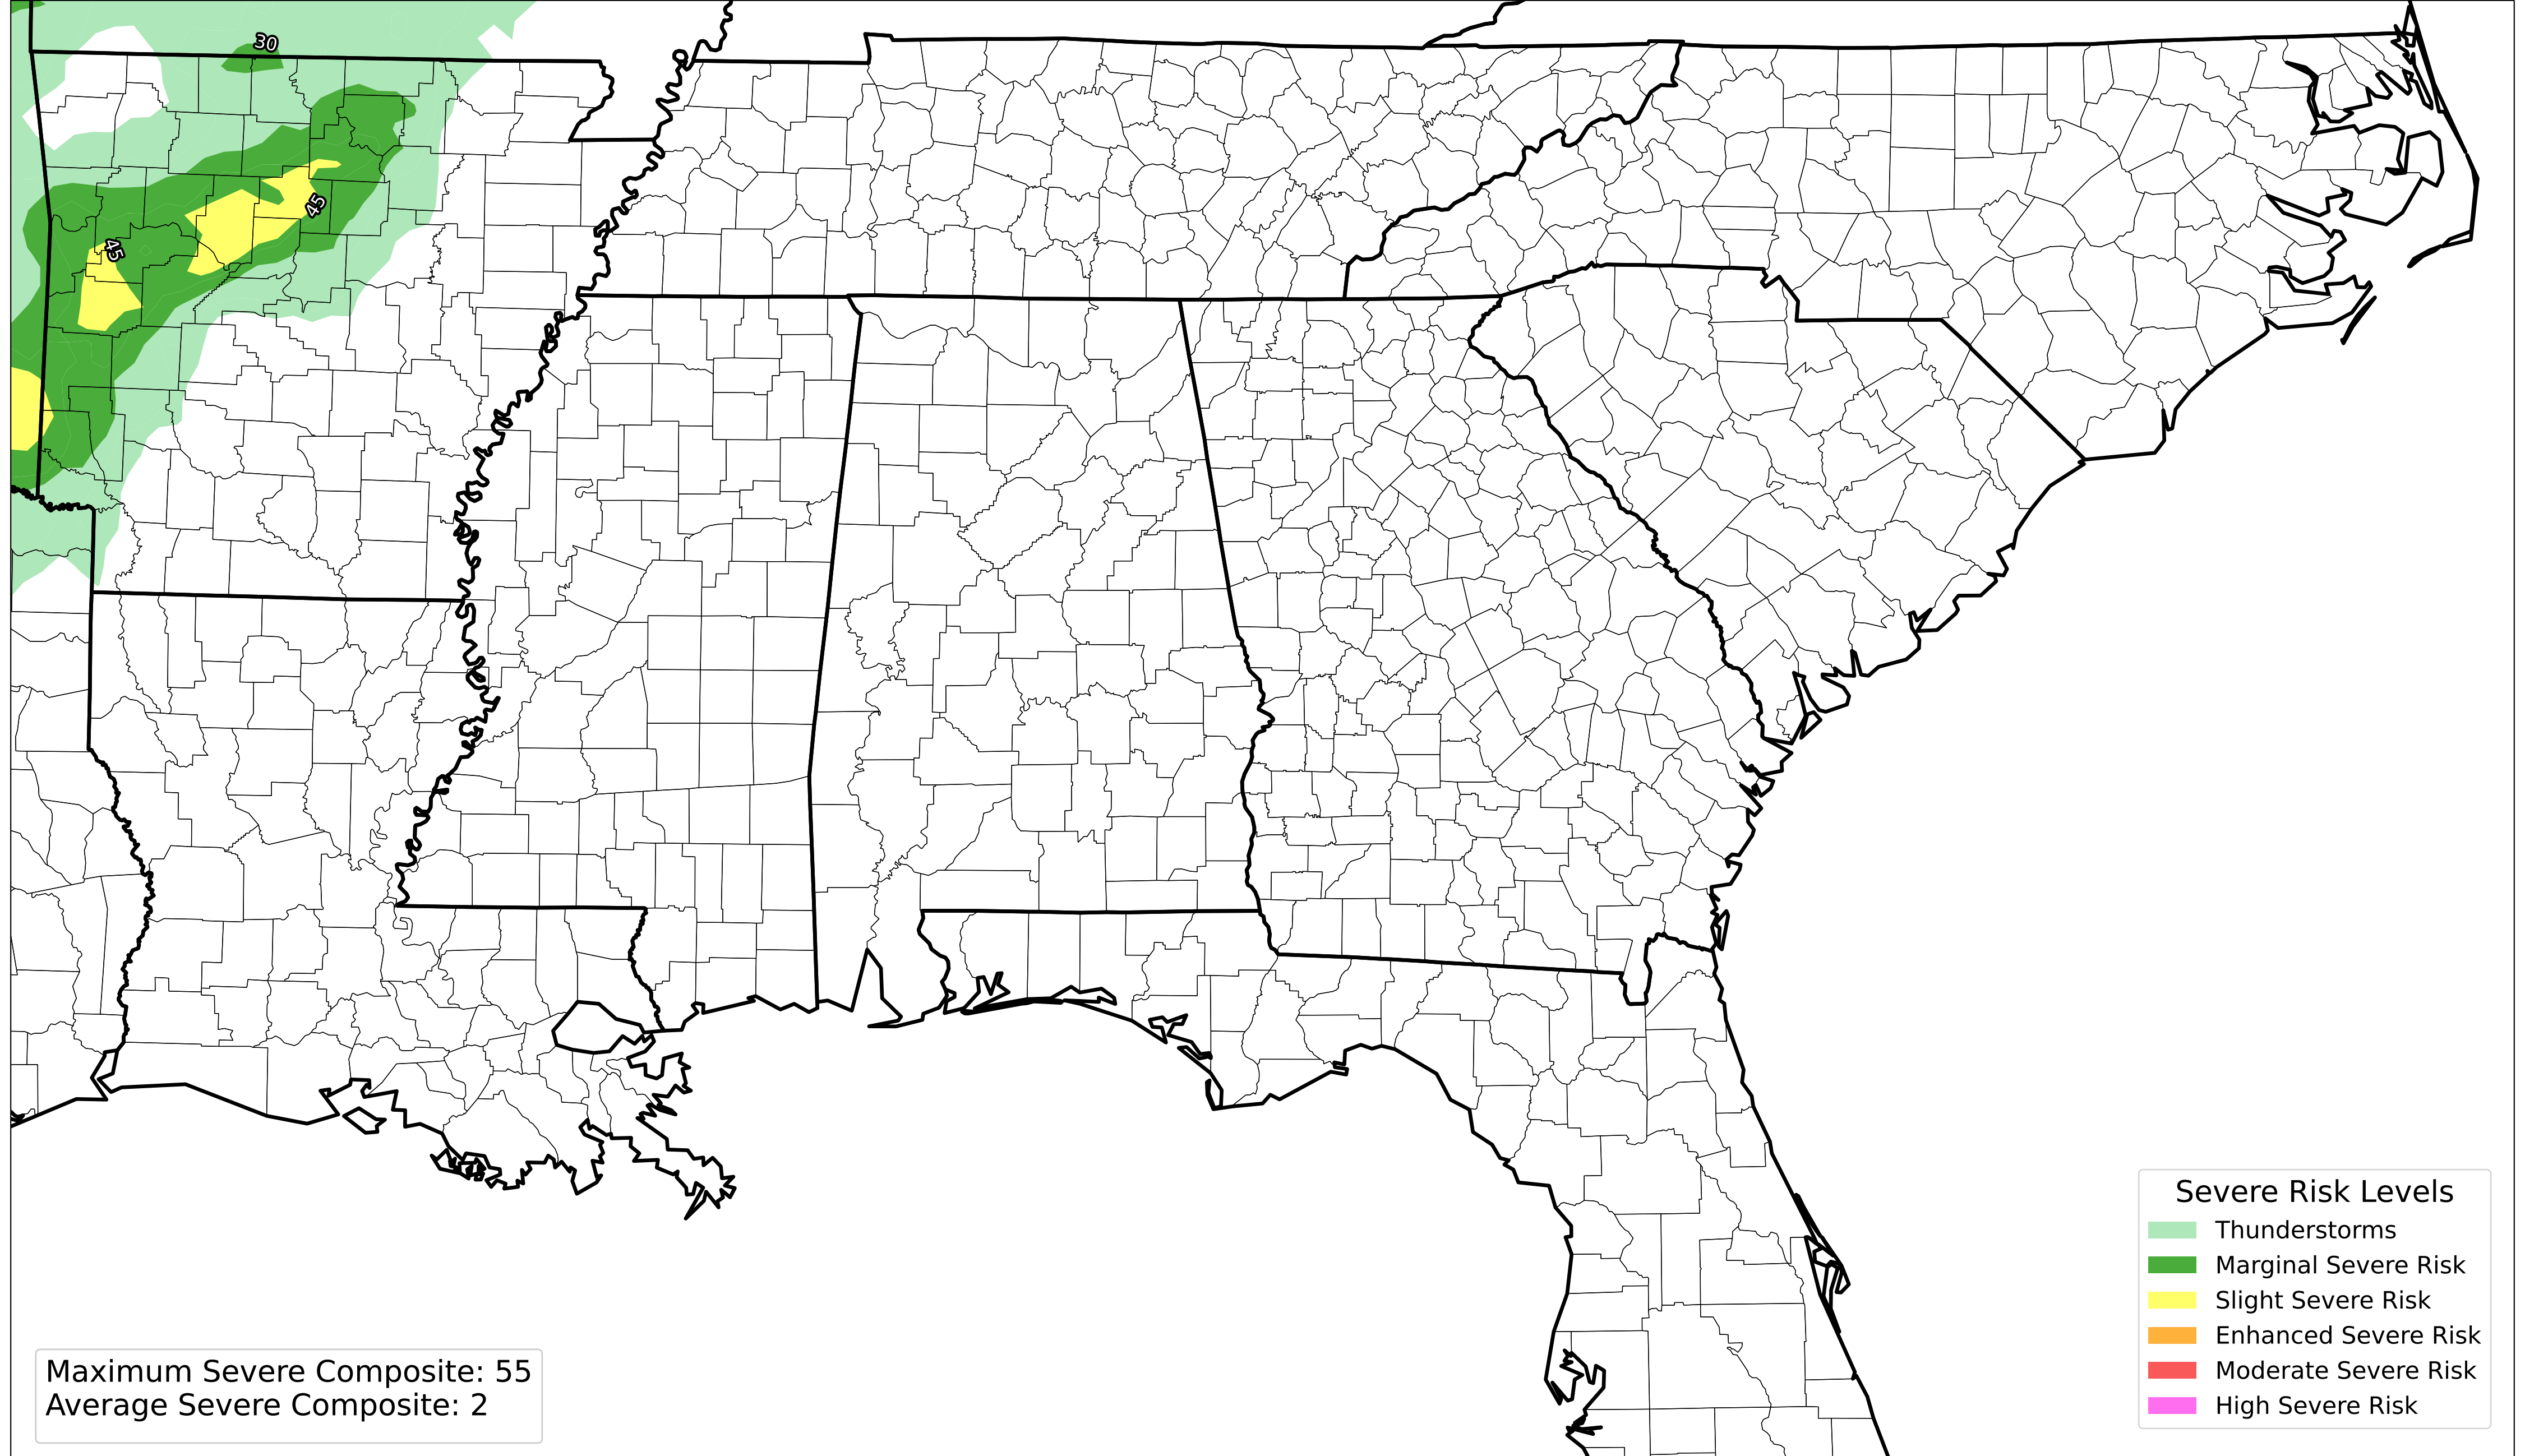 30
45
45
Severe Risk Levels
Thunderstorms
Marginal Severe Risk
Slight Severe Risk
Enhanced Severe Risk
Moderate Severe Risk
High Severe Risk
Maximum Severe Composite: 55
Average Severe Composite: 2